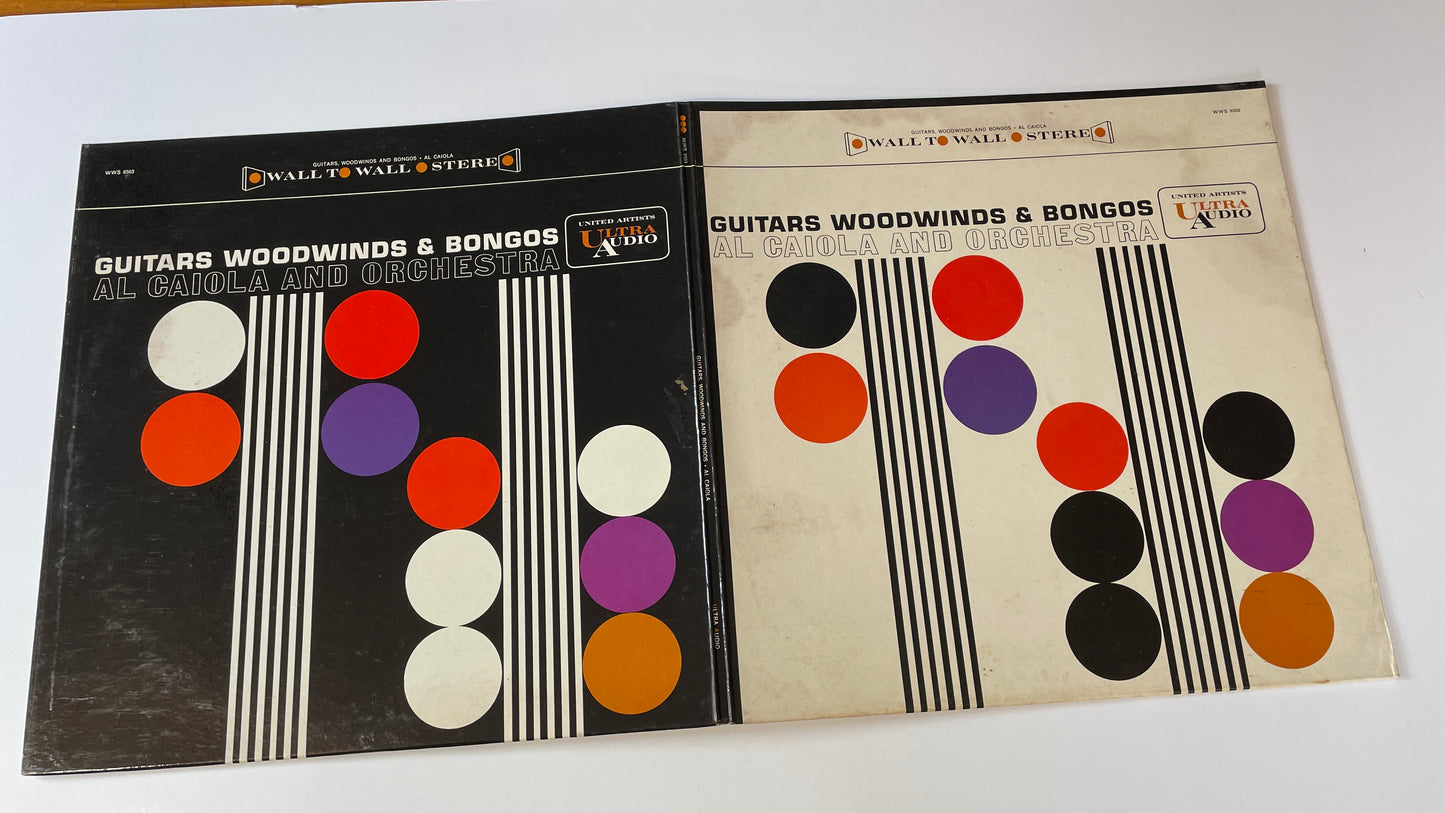 WWS 8503
GUITARS, WOODWINDS AND BONGOS • AL CAIOLA
WALL TO WALL STEREO
GUITARS WOODWINDS & BONGOS
AL CAIOLA AND ORCHESTRA
UNITED ARTISTS
ULTRA
AUDIO
WWS 8503
GUITARS, WOODWINDS AND BONGOS • AL CAIOLA
ULTRA AUDIO
WWS 8503
GUITARS, WOODWINDS AND BONGOS • AL CAIOLA
WALL TO WALL STEREO
GUITARS WOODWINDS & BONGOS
AL CAIOLA AND ORCHESTRA
UNITED ARTISTS
ULTRA
AUDIO